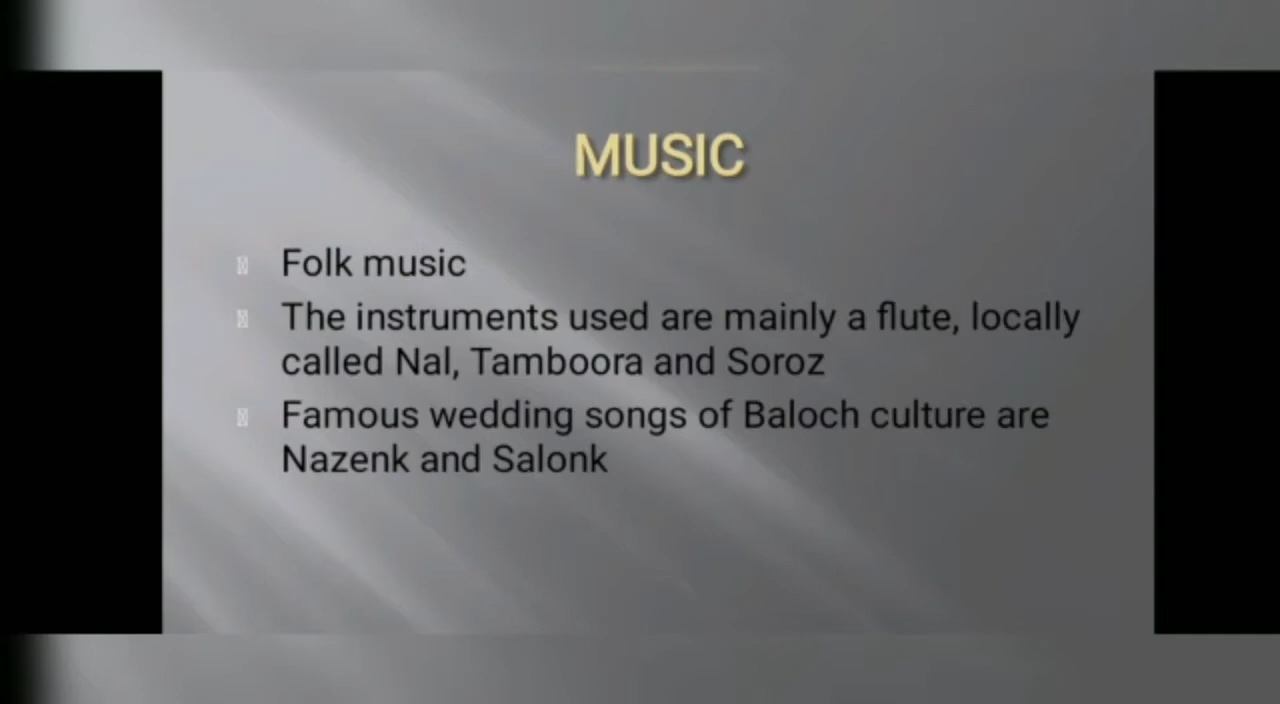 MUSIC
Folk music
The instruments used are mainly a flute, locally
called Nal, Tamboora and Soroz
Famous wedding songs of Baloch culture are
Nazenk and Salonk